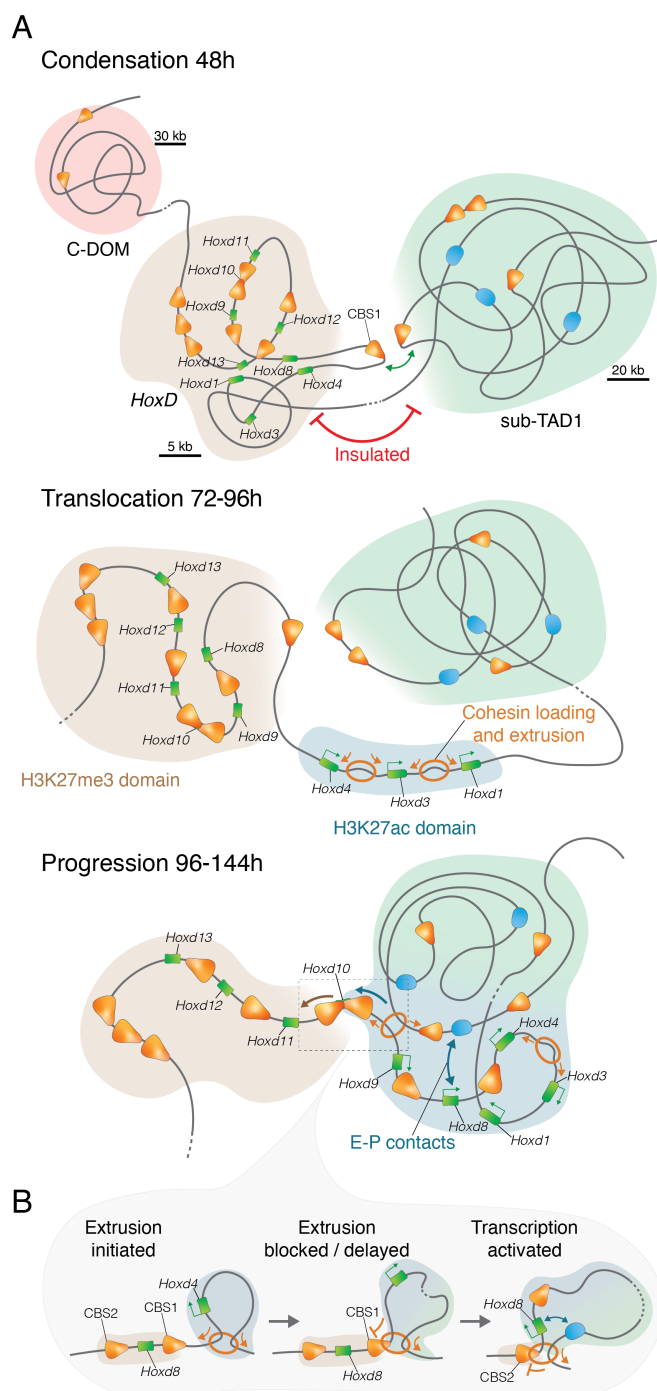 A
Condensation 48h
30 kb
C-DOM
Hoxd11
Hoxd10
Hoxd9
Hoxd12
CBS1
Hoxd13
Hoxd8
Hoxd1
Hoxd4
HoxD
Hoxd3
20 kb
sub-TAD1
5 kb
Insulated
Translocation 72-96h
Hoxd13
Hoxd12
Hoxd8
Hoxd11
Hoxd10
Hoxd9
Cohesin loading
and extrusion
H3K27me3 domain
Hoxd4
Hoxd3
Hoxd1
H3K27ac domain
Progression 96-144h
Hoxd13
Hoxd10
Hoxd12
Hoxd4
Hoxd11
Hoxd9
Hoxd3
E-P contacts
Hoxd8
Hoxd1
B
Extrusion
initiated
Extrusion
blocked / delayed
Transcription
activated
Hoxd4
CBS2
CBS1
Hoxd8
CBS1
Hoxd8
Hoxd8
CBS2